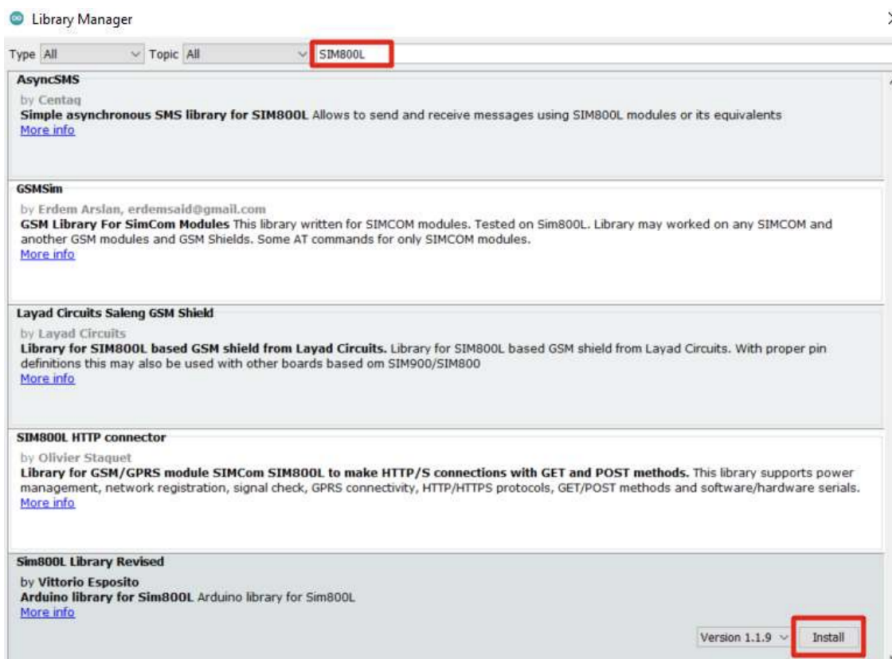 Library Manager
Type All Topic All SIM800L
AsyncSMS
by Centaq
Simple asynchronous SMS library for SIM800L Allows to send and receive messages using SIM800L modules or its equivalents
More info
GSMSim
by Erdem Arslan, erdemsaid@gmail.com
GSM Library For SimCom Modules This library written for SIMCOM modules. Tested on Sim800L. Library may worked on any SIMCOM and
another GSM modules and GSM Shields. Some AT commands for only SIMCOM modules.
More info
Layad Circuits Saleng GSM Shield
by Layad Circuits
Library for SIM800L based GSM shield from Layad Circuits. Library for SIM800L based GSM shield from Layad Circuits. With proper pin
definitions this may also be used with other boards based om SIM900/SIM800
More info
SIM800L HTTP connector
by Olivier Staquet
Library for GSM/GPRS module SIMCom SIM800L to make HTTP/S connections with GET and POST methods. This library supports power
management, network registration, signal check, GPRS connectivity, HTTP/HTTPS protocols, GET/POST methods and software/hardware serials.
More info
Sim800L Library Revised
by Vittorio Esposito
Arduino library for Sim800L Arduino library for Sim800L
More info
Version 1.1.9 Install